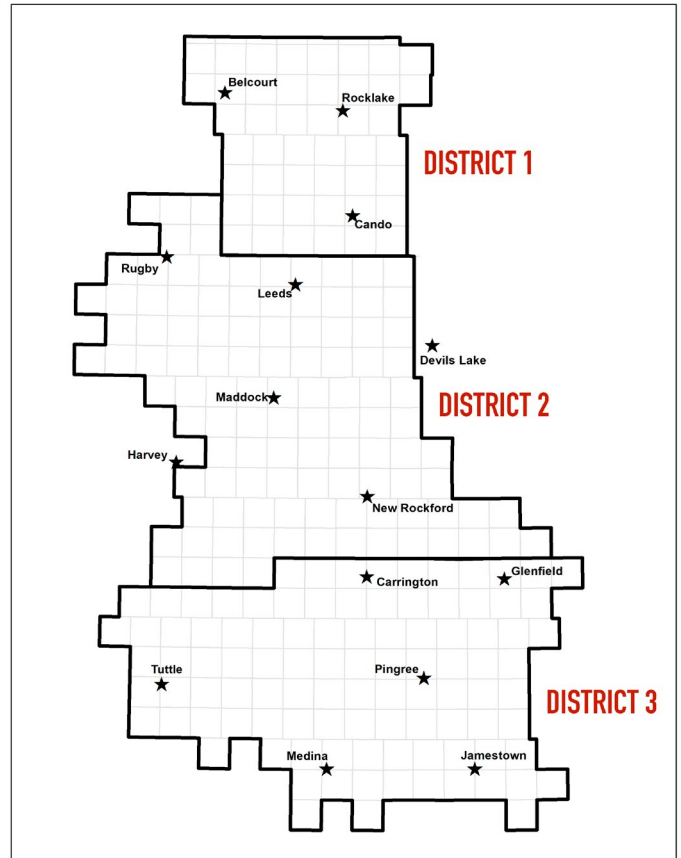 Belcourt
Rocklake
DISTRICT 1
Cando
Rugby
Leeds
Devils Lake
Maddock
DISTRICT 2
Harvey
New Rockford
Carrington
Glenfield
Tuttle
Pingree
DISTRICT 3
Medina
Jamestown